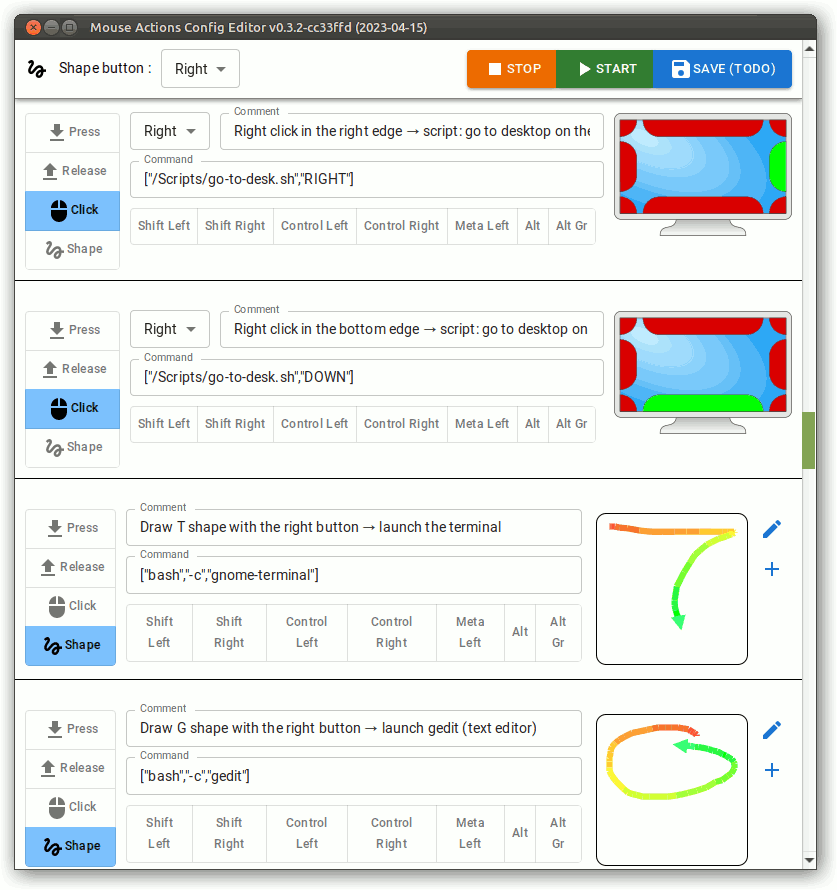 Mouse Actions Config Editor v0.3.2-cc33ffd (2023-04-15)
Shape button : Right STOP START SAVE (TODO)
Press
Release
Click
Shape
Right
Comment
Right click in the right edge → script: go to desktop on the
Command
["/Scripts/go-to-desk.sh","RIGHT"]
Shift Left Shift Right Control Left Control Right Meta Left Alt Alt Gr
Press
Release
Click
Shape
Right
Comment
Right click in the bottom edge → script: go to desktop on
Command
["/Scripts/go-to-desk.sh","DOWN"]
Shift Left Shift Right Control Left Control Right Meta Left Alt Alt Gr
Press
Release
Click
Shape
Comment
Draw T shape with the right button → launch the terminal
Command
["bash","-c","gnome-terminal"]
Shift Left
Shift Right
Control Left
Control Right
Meta Left
Alt
Alt Gr
Press
Release
Click
Shape
Comment
Draw G shape with the right button → launch gedit (text editor)
Command
["bash","-c","gedit"]
Shift Left
Shift Right
Control Left
Control Right
Meta Left
Alt
Alt Gr